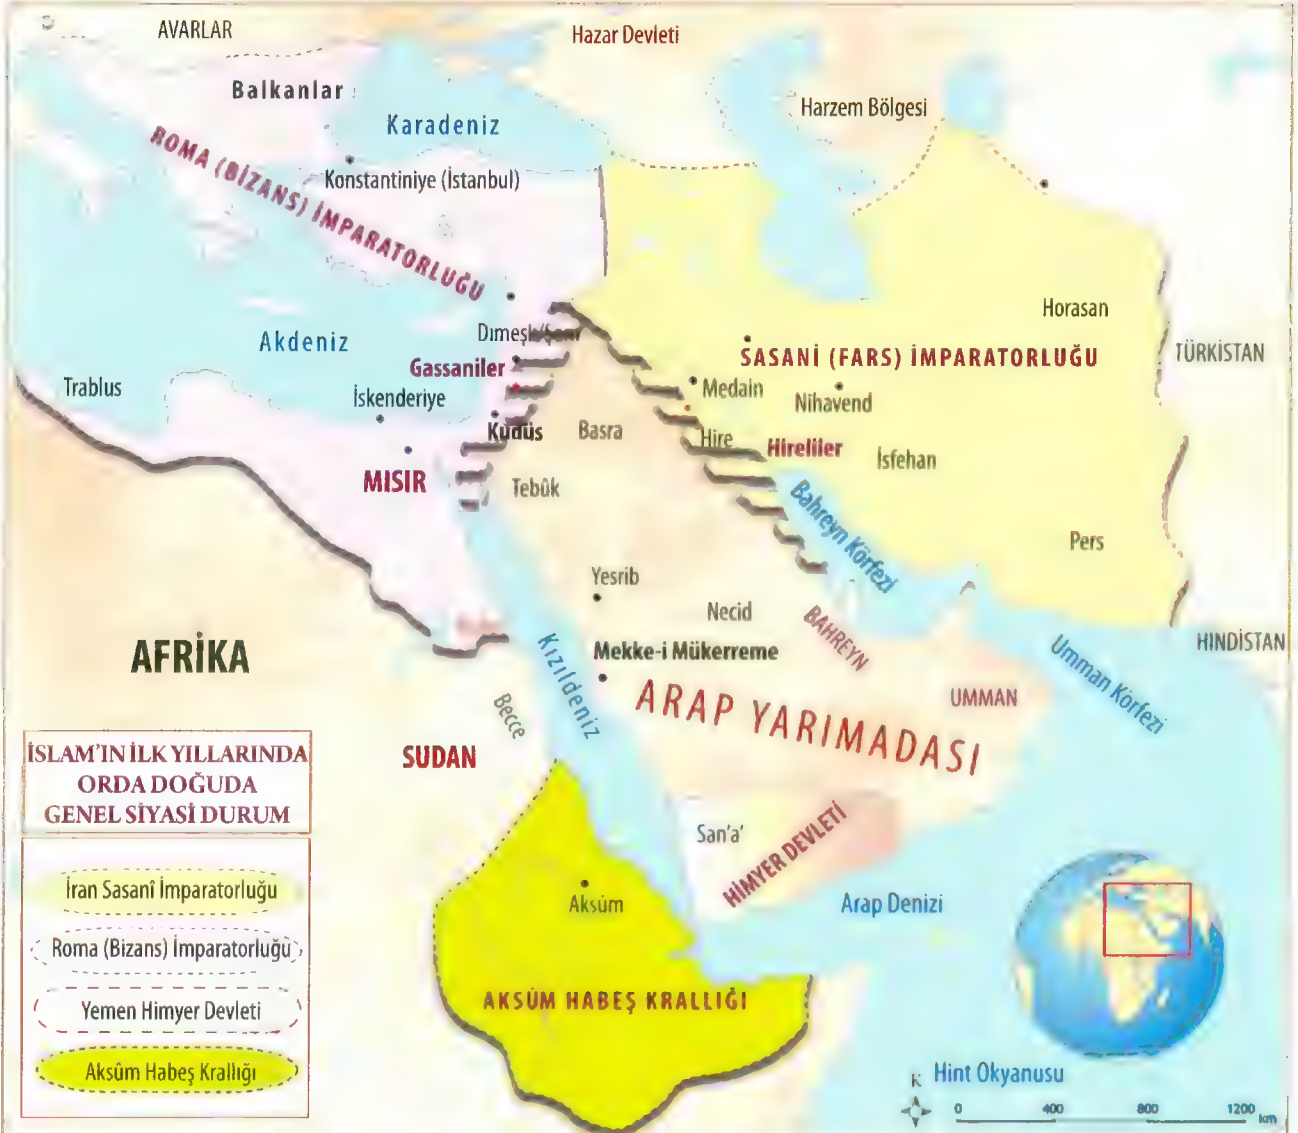 AVARLAR
Hazar Devleti
Balkanlar
Harzem Bölgesi
Karadeniz
ROMA (BİZANS) İMPARATORLUĞU
Konstantiniye (İstanbul)
Horasan
Akdeniz
Dımeşk/Şam
SASANİ (FARS) İMPARATORLUĞU
TÜRKİSTAN
Gassaniler
Trablus
İskenderiye
Medain
Nihavend
Kudüs
Basra
Hire
Hireliler
İsfehan
MISIR
Tebûk
Bahreyn Körfezi
Pers
Yesrib
Necid
BAHREYN
AFRİKA
Kızıldeniz
Mekke-i Mükerreme
HINDİSTAN
Umman Körfezi
UMMAN
ARAP YARIMADASI
Becce
SUDAN
İSLAM'IN İLK YILLARINDA
ORDA DOĞUDA
GENEL SİYASİ DURUM
San'a'
HİMYER DEVLETİ
İran Sasanî İmparatorluğu
Aksûm
Arap Denizi
Roma (Bizans) İmparatorluğu
AKSÛM HABEŞ KRALLIĞI
Yemen Himyer Devleti
Aksûm Habeş Krallığı
Hint Okyanusu
K
0 400 800 1200 km